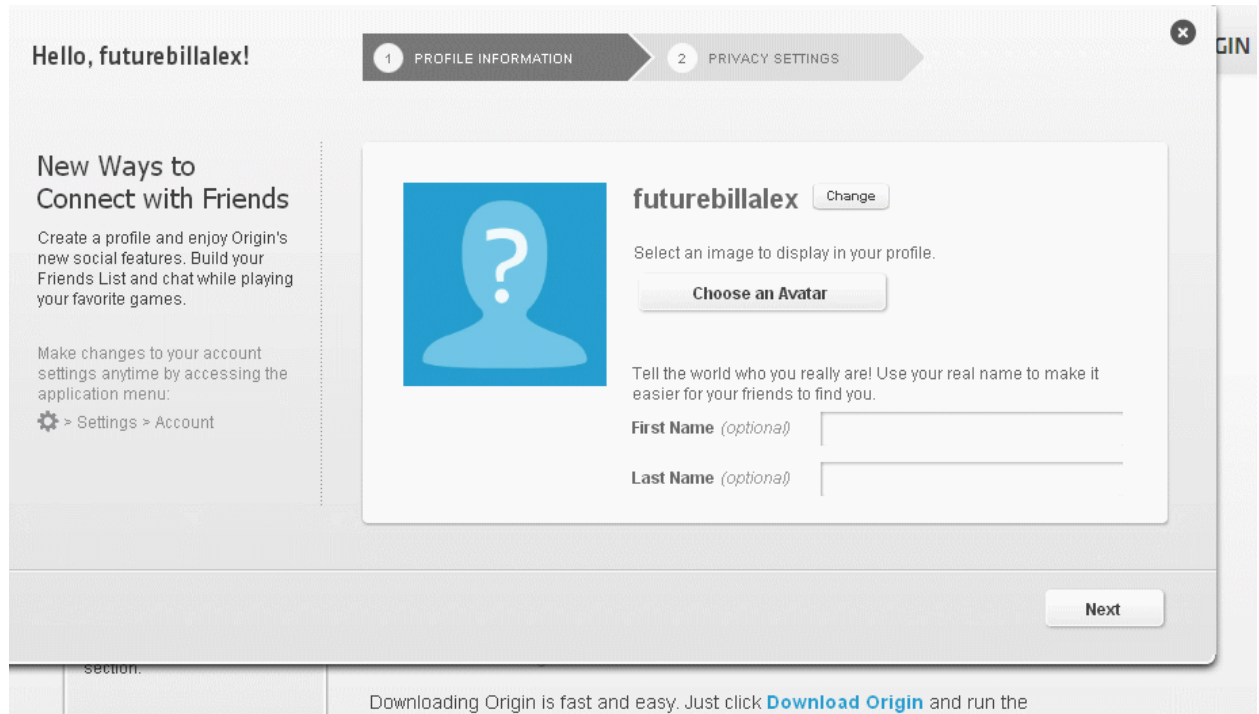 Hello, futurebillalex!
1 PROFILE INFORMATION
2 PRIVACY SETTINGS
GIN
New Ways to
Connect with Friends
Create a profile and enjoy Origin's
new social features. Build your
Friends List and chat while playing
your favorite games.
Make changes to your account
settings anytime by accessing the
application menu:
> Settings > Account
?
futurebillalex Change
Select an image to display in your profile.
Choose an Avatar
Tell the world who you really are! Use your real name to make it
easier for your friends to find you.
First Name (optional)
Last Name (optional)
Next
section.
Downloading Origin is fast and easy. Just click Download Origin and run the